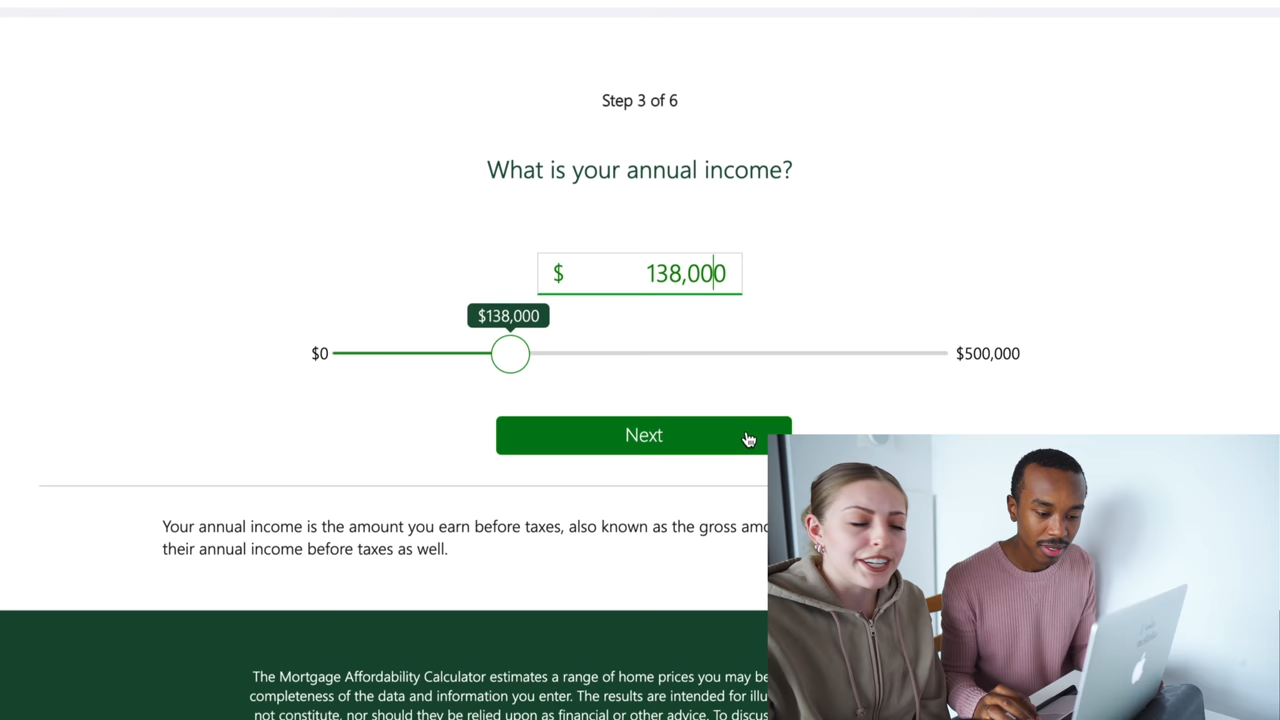 Step 3 of 6
What is your annual income?
$ 138,000
$138,000
$0
$500,000
Next
Your annual income is the amount you earn before taxes, also known as the gross
their annual income before taxes as well.
The Mortgage Affordability Calculator estimates a range of home prices you may be
completeness of the data and information you enter. The results are intended for
not constitute, nor should they be relied upon as financial or other advice. To